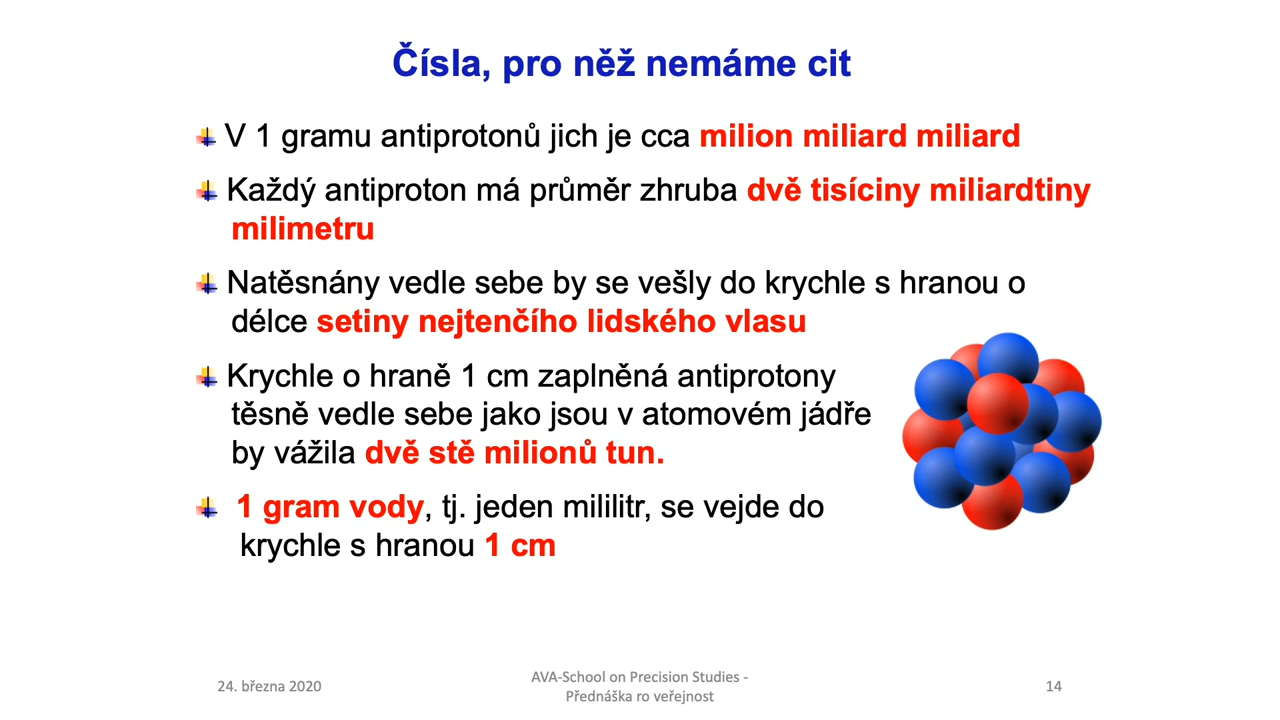 Čísla, pro něž nemáme cit
V 1 gramu antiprotonů jich je cca milion miliard miliard
Každý antiproton má průměr zhruba dvě tisíciny miliardtiny
milimetru
Natěsnány vedle sebe by se vešly do krychle s hranou o
délce setiny nejtenčího lidského vlasu
Krychle o hraně 1 cm zaplněná antiprotony
těsně vedle sebe jako jsou v atomovém jádře
by vážila dvě stě milionů tun.
1 gram vody, tj. jeden mililitr, se vejde do
krychle s hranou 1 cm
24. března 2020
AVA-School on Precision Studies -
Přednáška ro veřejnost
14